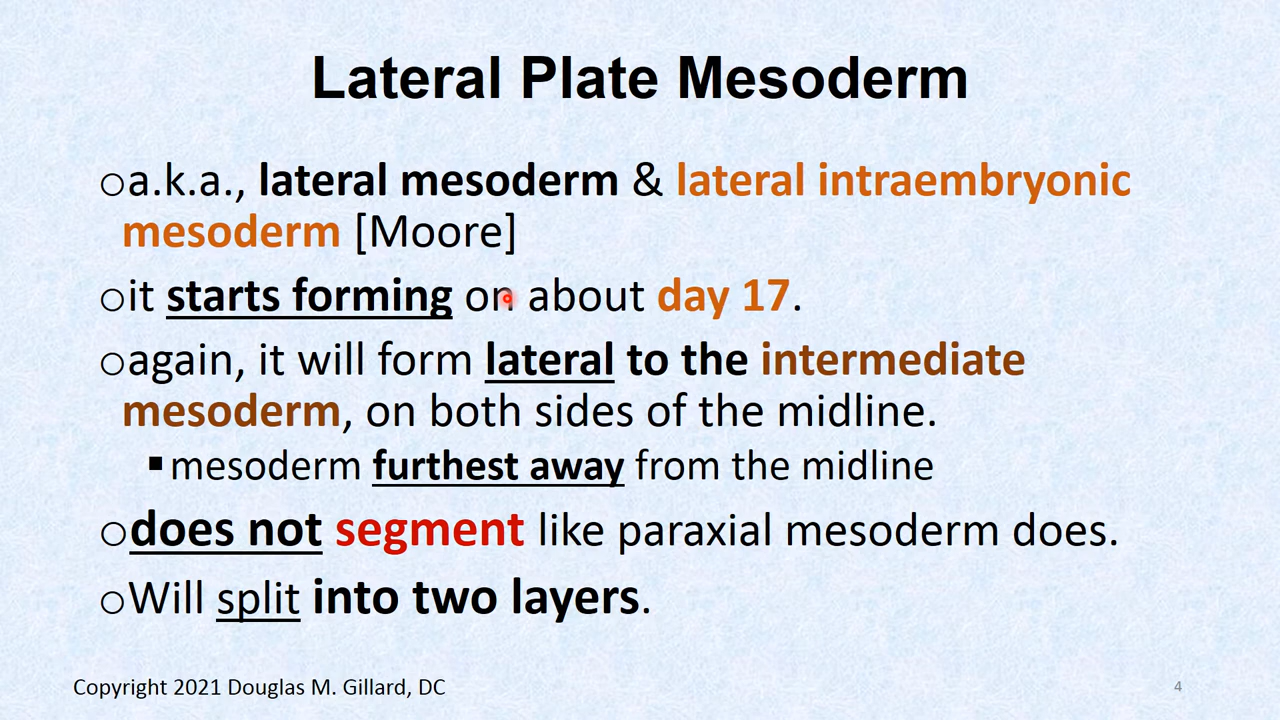 Lateral Plate Mesoderm
○a.k.a., lateral mesoderm & lateral intraembryonic
mesoderm [Moore]
○it starts forming on about day 17.
○again, it will form lateral to the intermediate
mesoderm, on both sides of the midline.
▪mesoderm furthest away from the midline
○does not segment like paraxial mesoderm does.
○Will split into two layers.
Copyright 2021 Douglas M. Gillard, DC
4